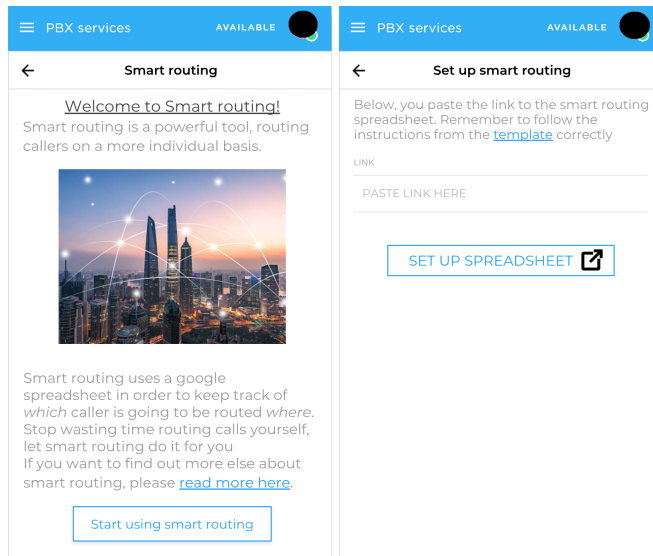 PBX services
AVAILABLE
Smart routing
Welcome to Smart routing!
Smart routing is a powerful tool, routing
callers on a more individual basis.
Smart routing uses a google
spreadsheet in order to keep track of
which caller is going to be routed where.
Stop wasting time routing calls yourself,
let smart routing do it for you
If you want to find out more else about
smart routing, please read more here.
Start using smart routing
PBX services
AVAILABLE
Set up smart routing
Below, you paste the link to the smart routing
spreadsheet. Remember to follow the
instructions from the template correctly
LINK
PASTE LINK HERE
SET UP SPREADSHEET